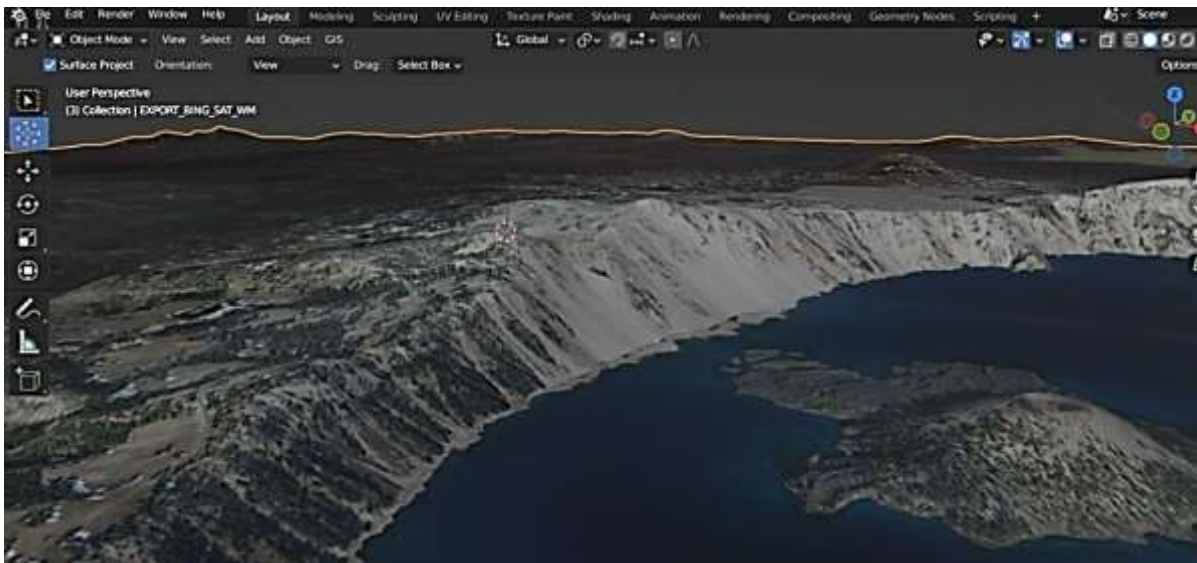 File Edit Render Window Help Layout Modeling Sculpting UV Editing Texture Paint Shading Animation Rendering Compositing Geometry Nodes Scripting + Scene
Object Mode View Select Add Object GIS Global
Surface Project Orientation: View Drag: Select Box Options
User Perspective
(3) Collection | EXPORT_BING_SAT_WM
Z